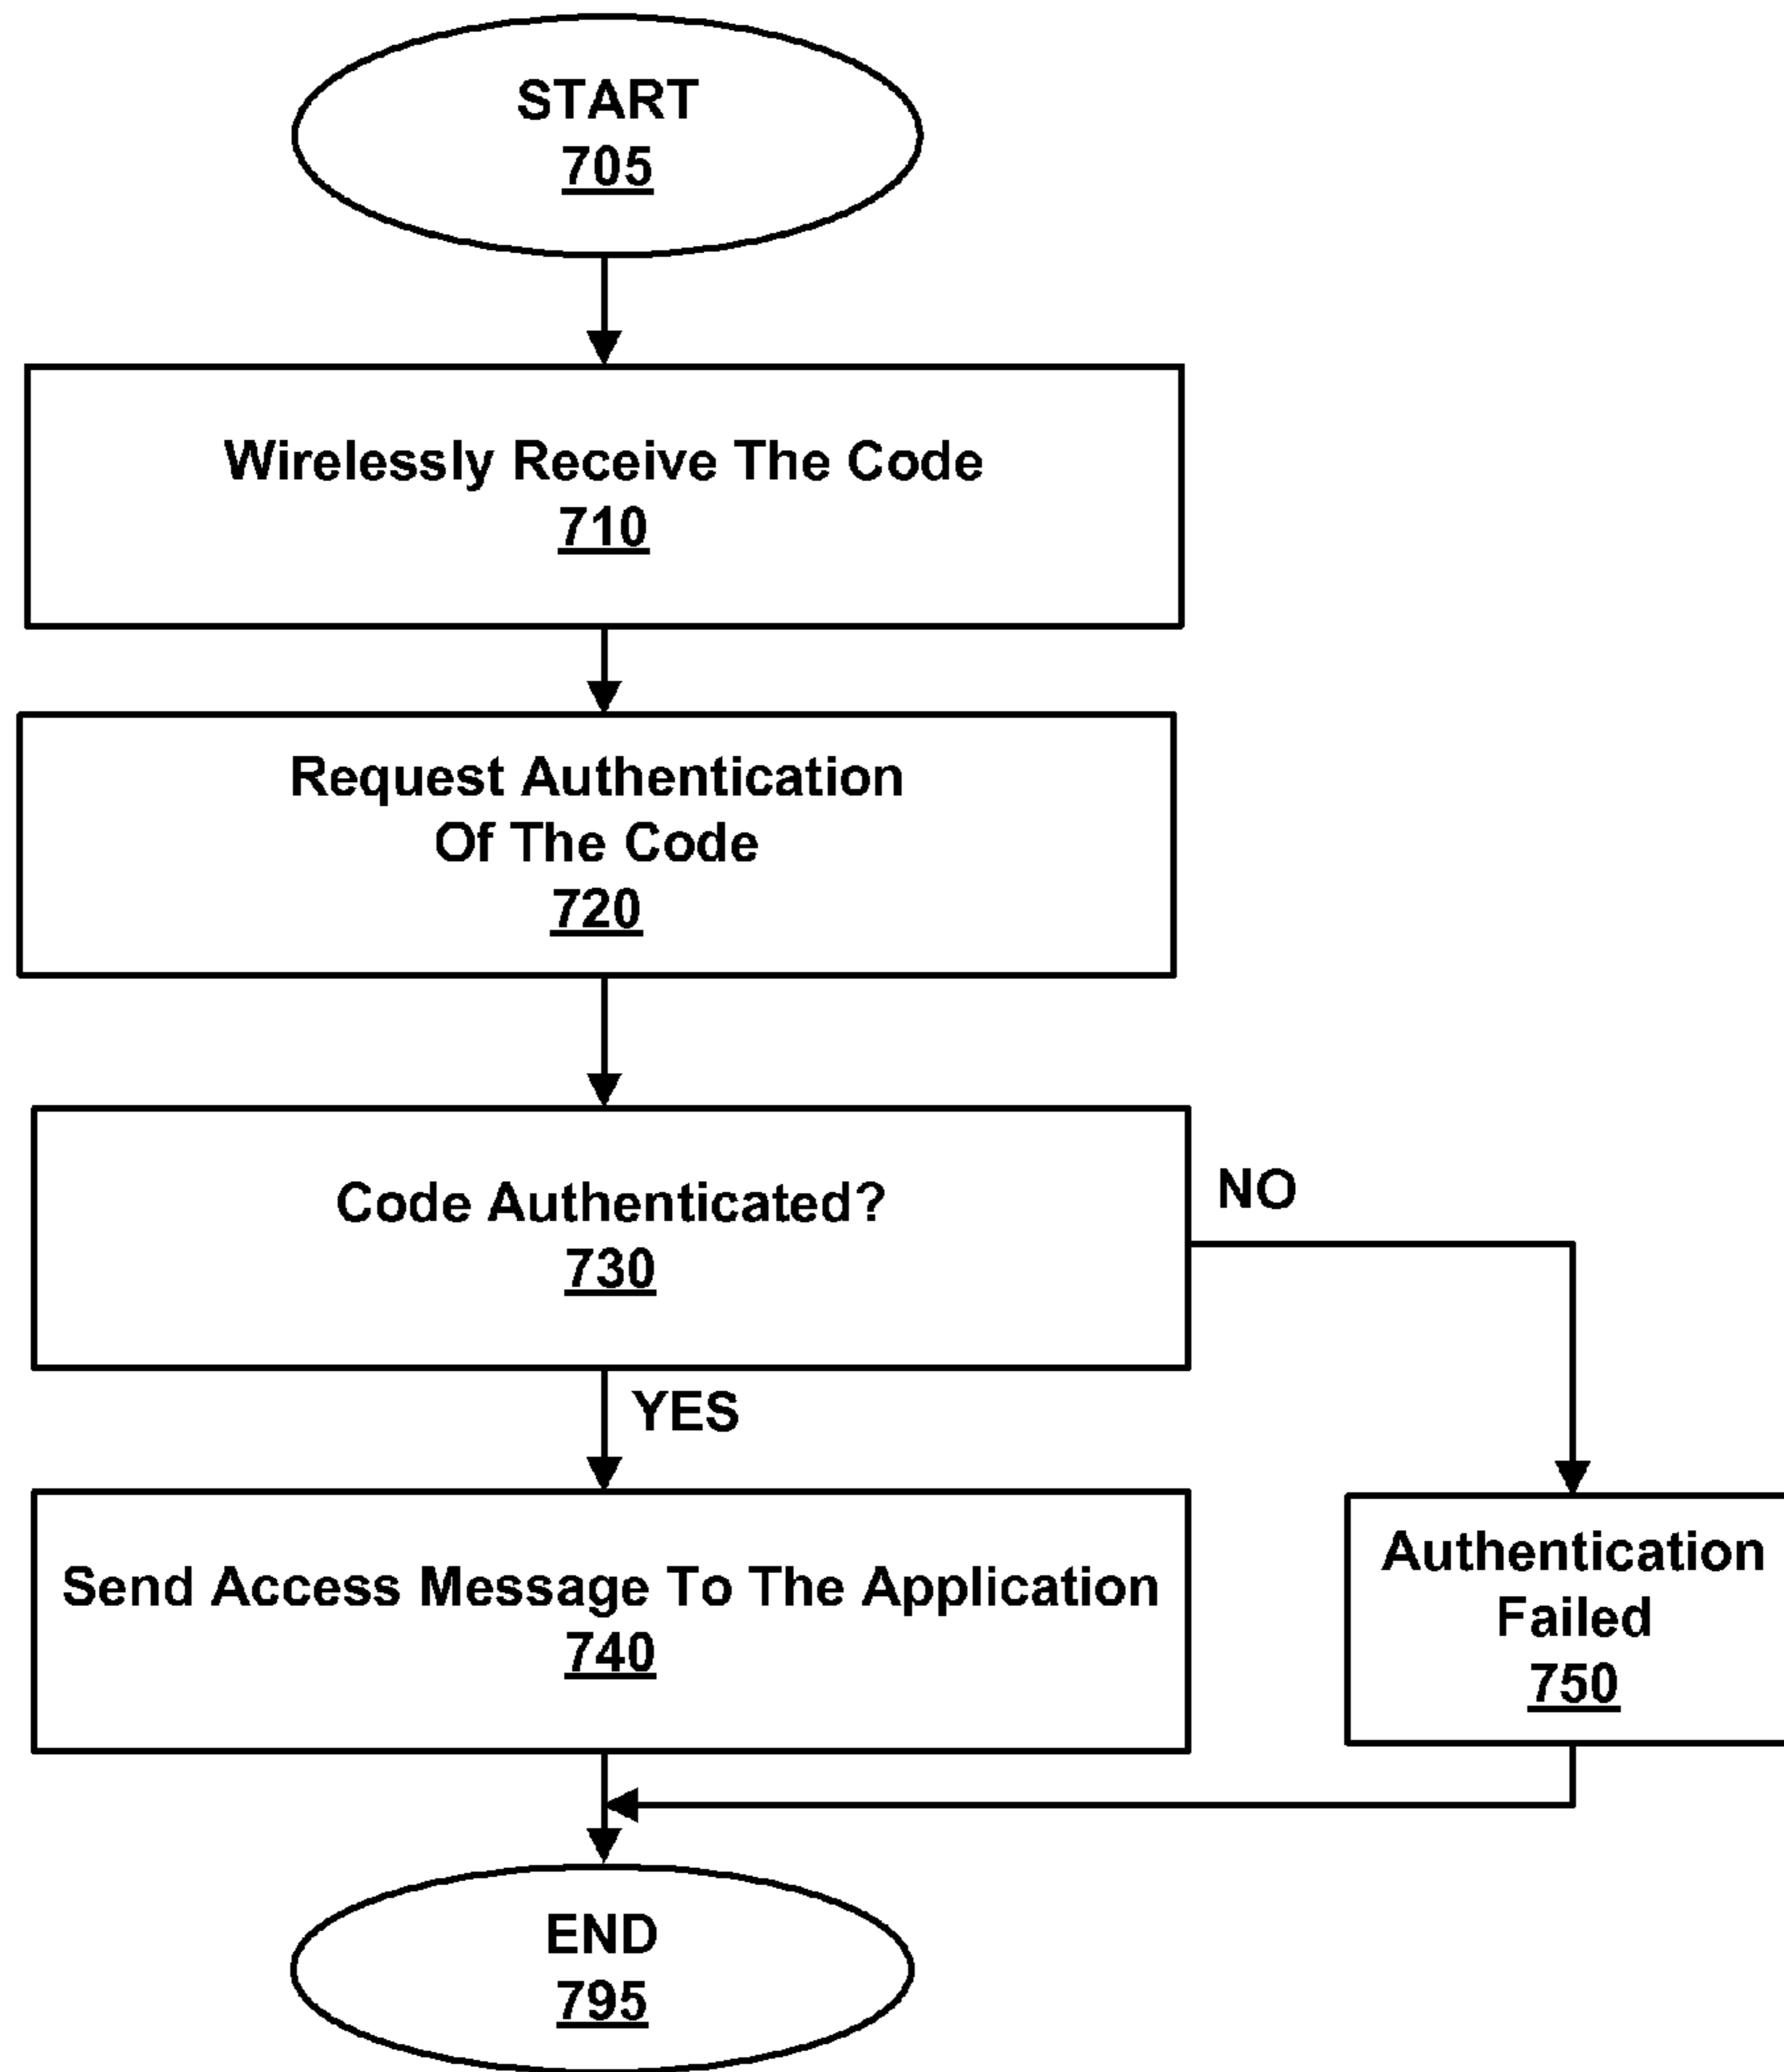 START
705
Wirelessly Receive The Code
710
Request Authentication
Of The Code
720
Code Authenticated?
730
NO
YES
Send Access Message To The Application
740
Authentication
Failed
750
END
795